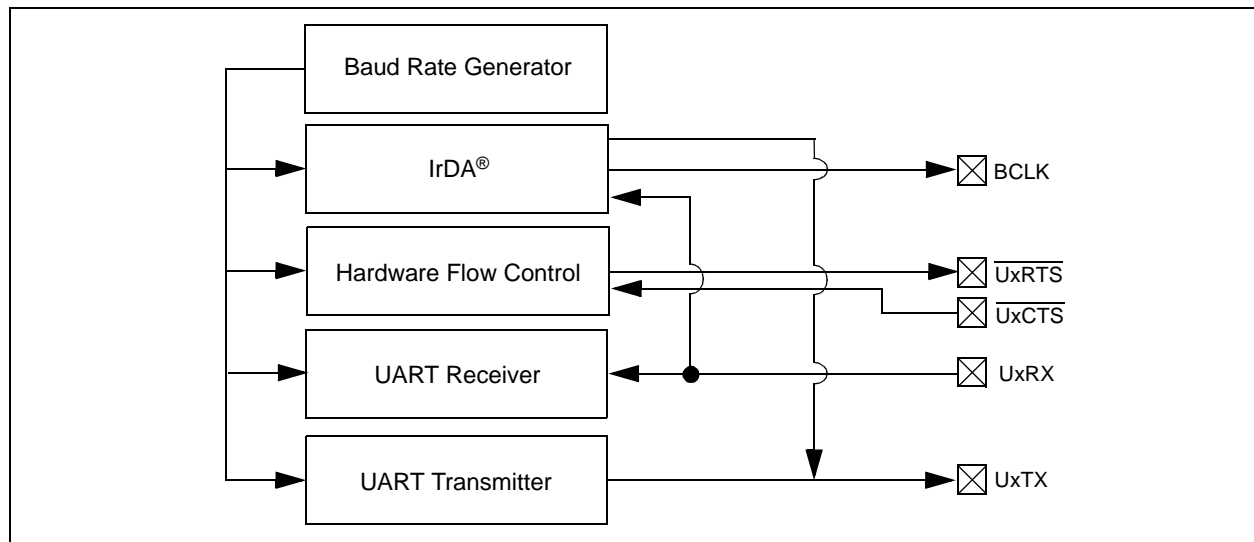 Baud Rate Generator
IrDA®
BCLK
Hardware Flow Control
UxRTS
UxCTS
UART Receiver
UxRX
UART Transmitter
UxTX